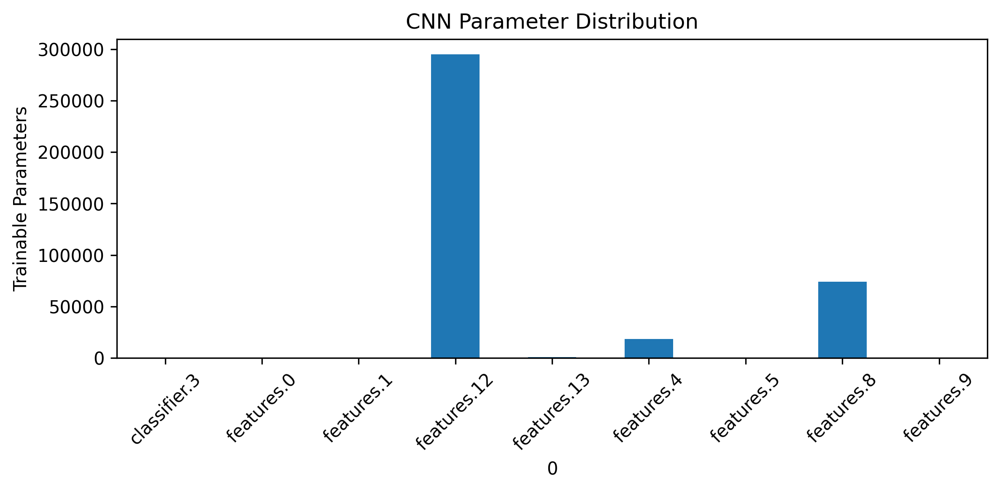 CNN Parameter Distribution
Trainable Parameters
300000
250000
200000
150000
100000
50000
0
classifier.3
features.0
features.1
features.12
features.13
features.4
features.5
features.8
features.9
0